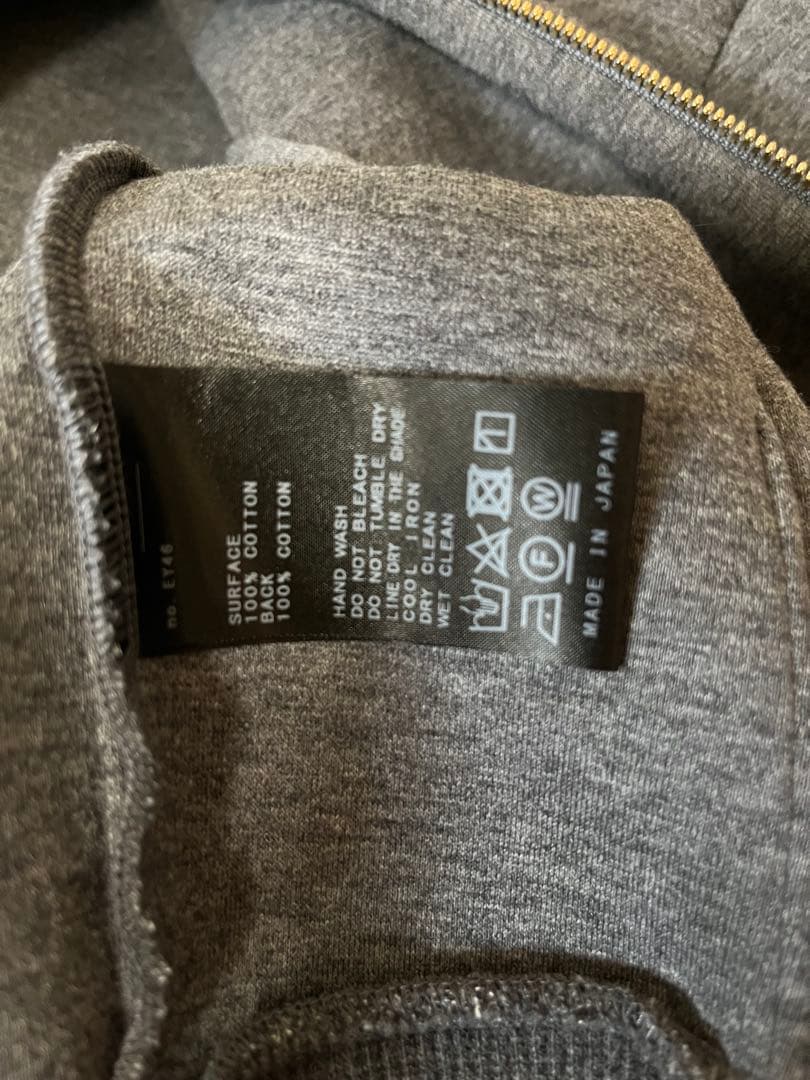 no. EY46
SURFACE
100% COTTON
BACK
100% COTTON
HAND WASH
DO NOT BLEACH
DO NOT TUMBLE DRY
LINE DRY IN THE SHADE
COOL IRON
DRY CLEAN
WET CLEAN
F W
MADE IN JAPAN